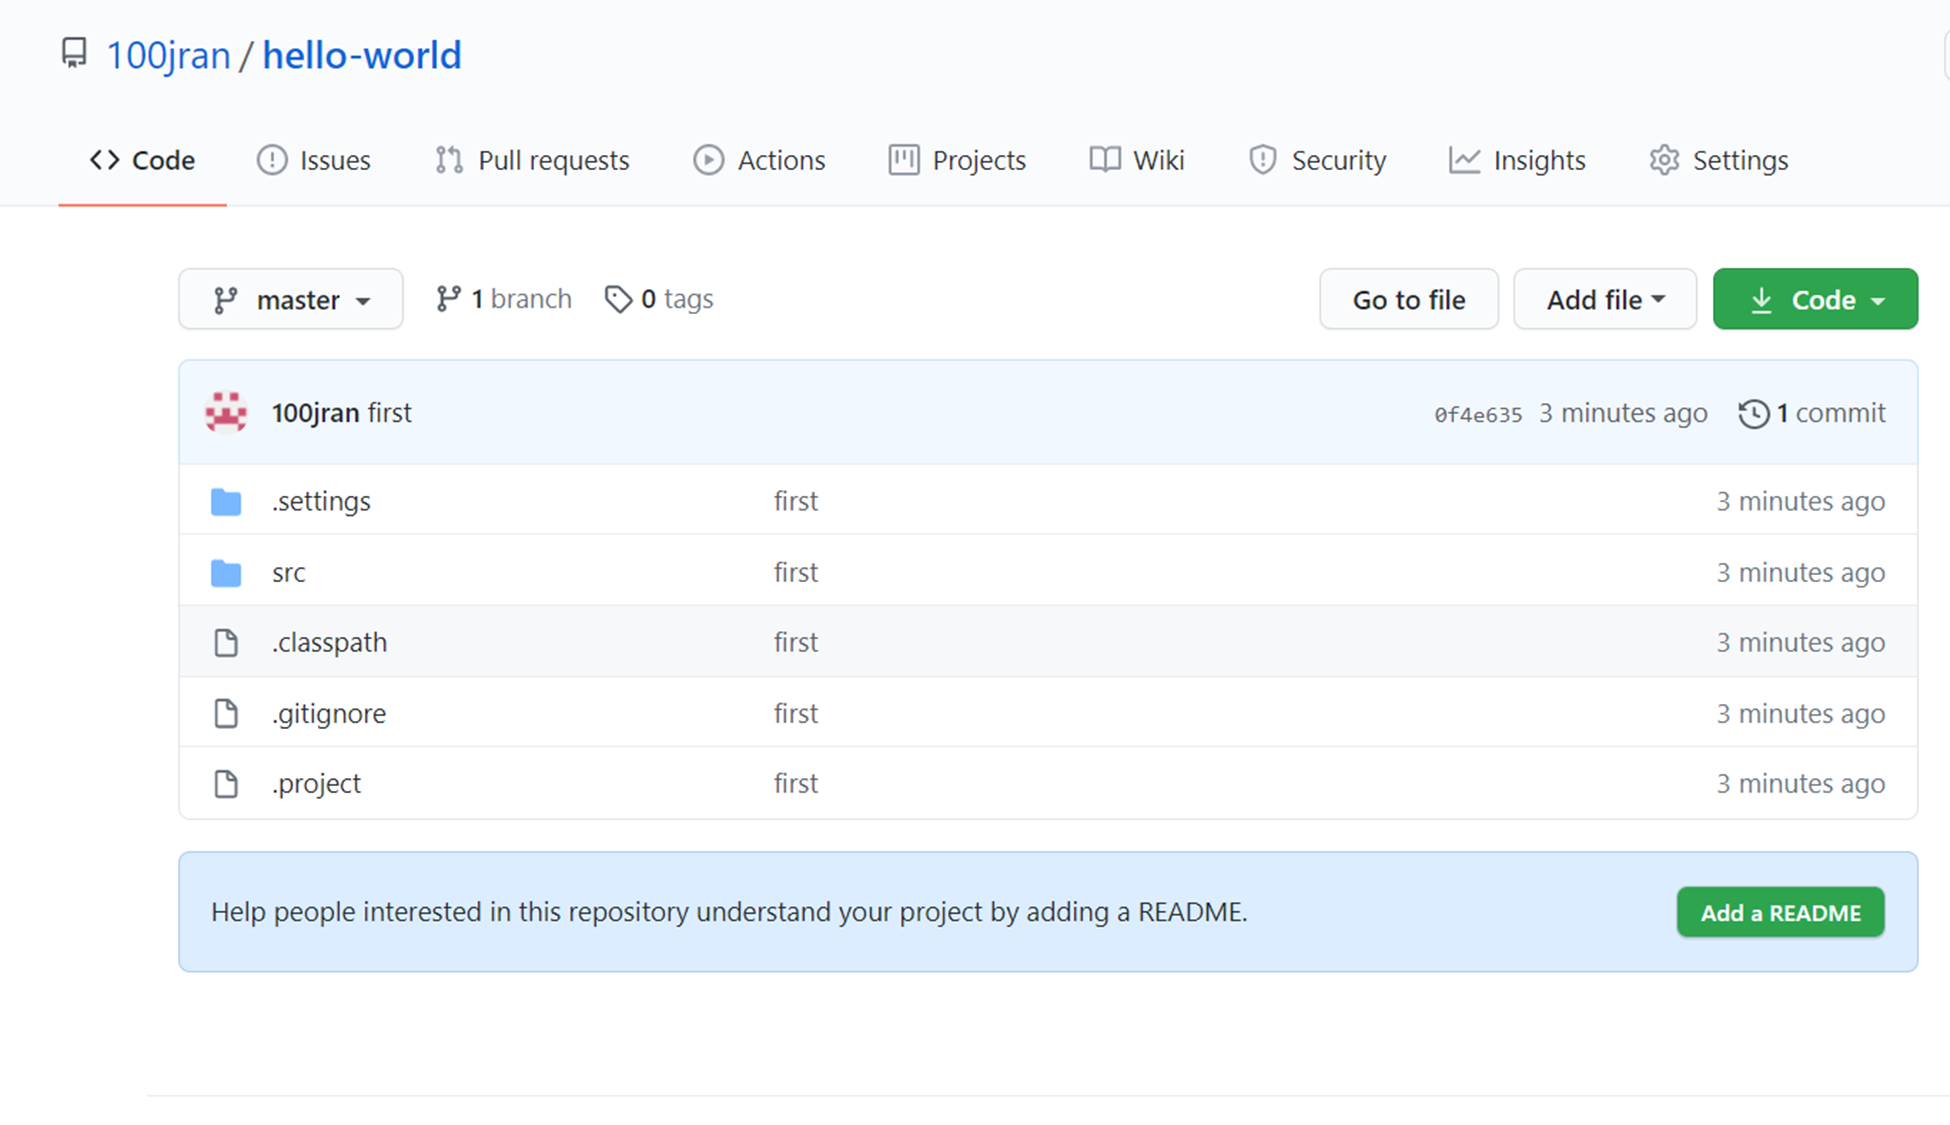 100jran / hello-world
Code Issues Pull requests Actions Projects Wiki Security Insights Settings
master 1 branch 0 tags Go to file Add file Code
100jran first 0f4e635 3 minutes ago 1 commit
.settings first 3 minutes ago
src first 3 minutes ago
.classpath first 3 minutes ago
.gitignore first 3 minutes ago
.project first 3 minutes ago
Help people interested in this repository understand your project by adding a README. Add a README